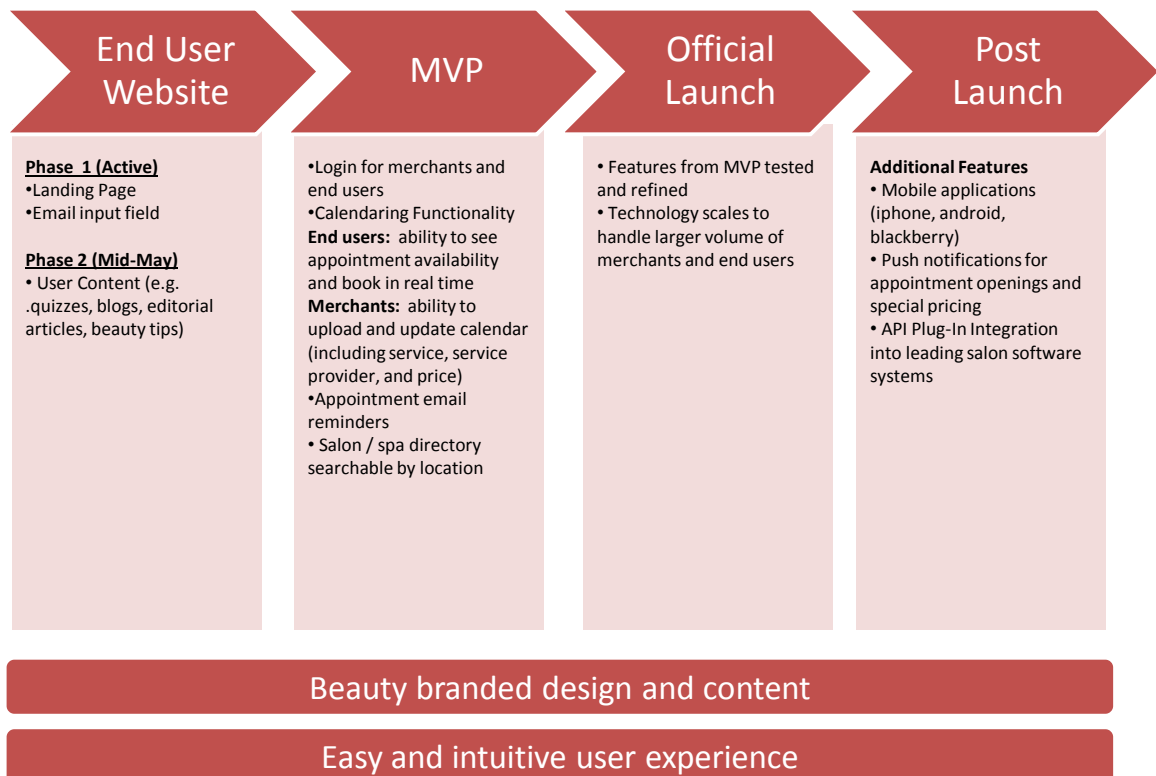 End User
Website
MVP
Official
Launch
Post
Launch
Phase  1 (Active)
•Landing Page
•Email input field
Phase 2 (Mid-May)
• User Content (e.g.
.quizzes, blogs, editorial
articles, beauty tips)
•Login for merchants and
end users
•Calendaring Functionality
End users:  ability to see
appointment availability
and book in real time
Merchants:  ability to
upload and update calendar
(including service, service
provider, and price)
•Appointment email
reminders
• Salon / spa directory
searchable by location
• Features from MVP tested
and refined
• Technology scales to
handle larger volume of
merchants and end users
Additional Features
• Mobile applications
(iphone, android,
blackberry)
• Push notifications for
appointment openings and
special pricing
• API Plug-In Integration
into leading salon software
systems
Beauty branded design and content
Easy and intuitive user experience